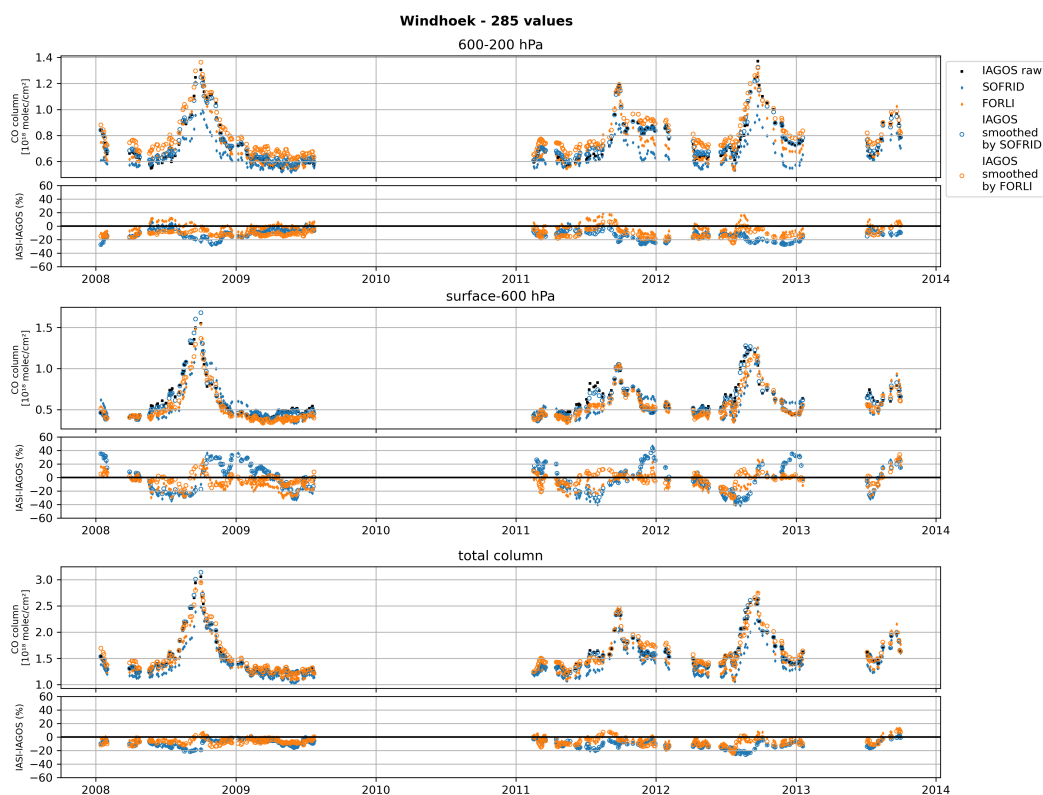 Windhoek - 285 values
600-200 hPa
CO column
[10¹⁸ molec/cm²]
1.4
1.2
1.0
0.8
0.6
IAGOS raw
SOFRID
FORLI
IAGOS
smoothed
by SOFRID
IAGOS
smoothed
by FORLI
IASI-IAGOS (%)
60
40
20
0
−20
−40
−60
2008
2009
2010
2011
2012
2013
2014
surface-600 hPa
CO column
[10¹⁸ molec/cm²]
1.5
1.0
0.5
IASI-IAGOS (%)
60
40
20
0
−20
−40
−60
2008
2009
2010
2011
2012
2013
2014
total column
CO column
[10¹⁸ molec/cm²]
3.0
2.5
2.0
1.5
1.0
IASI-IAGOS (%)
60
40
20
0
−20
−40
−60
2008
2009
2010
2011
2012
2013
2014